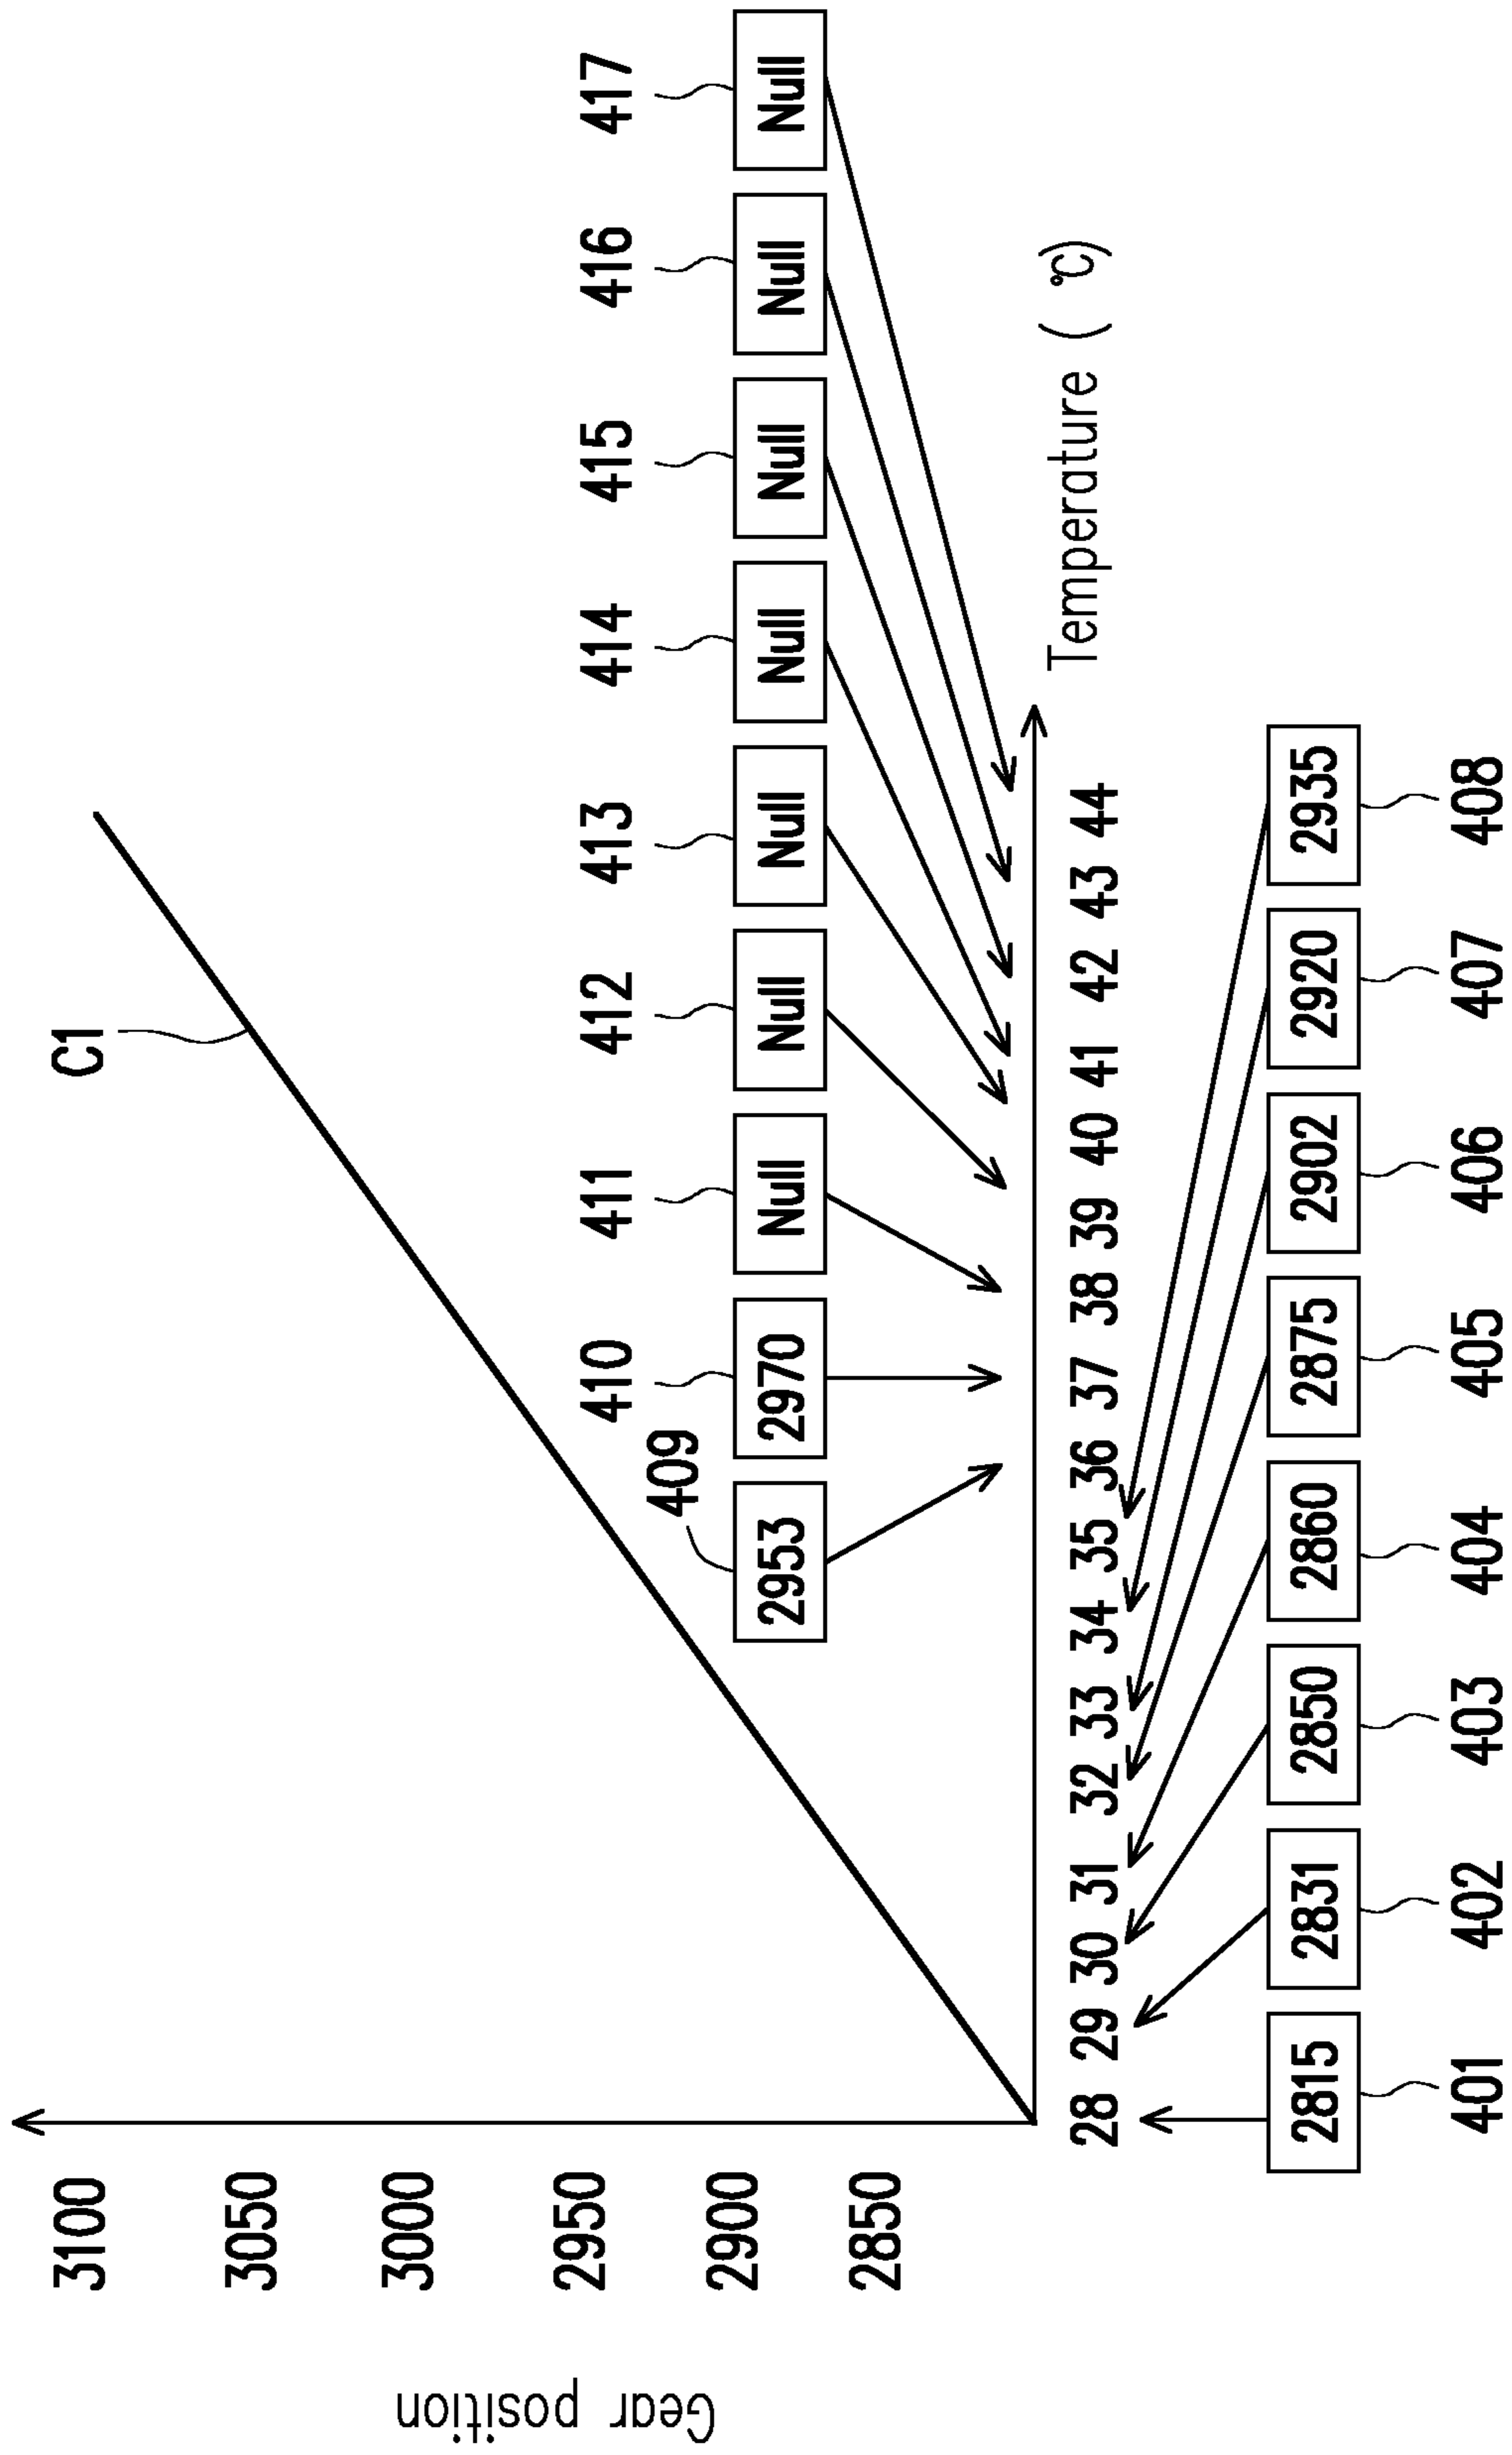 Gear position
3100
3050
3000
2950
2900
2850
C1
409
410 411 412 413 414 415 416 417
2953 2970 Null Null Null Null Null Null Null
28 29 30 31 32 33 34 35 36 37 38 39 40 41 42 43 44
Temperature (℃)
2815 2831 2850 2860 2875 2902 2920 2935
401 402 403 404 405 406 407 408